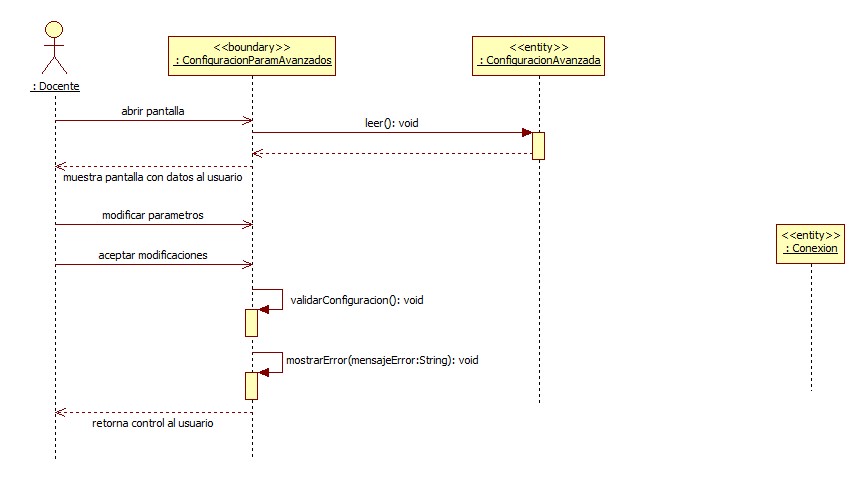 <<boundary>>
: ConfiguracionParamAvanzados
<<entity>>
: ConfiguracionAvanzada
: Docente
abrir pantalla
leer(): void
muestra pantalla con datos al usuario
modificar parametros
<<entity>>
: Conexion
aceptar modificaciones
validarConfiguracion(): void
mostrarError(mensajeError:String): void
retorna control al usuario